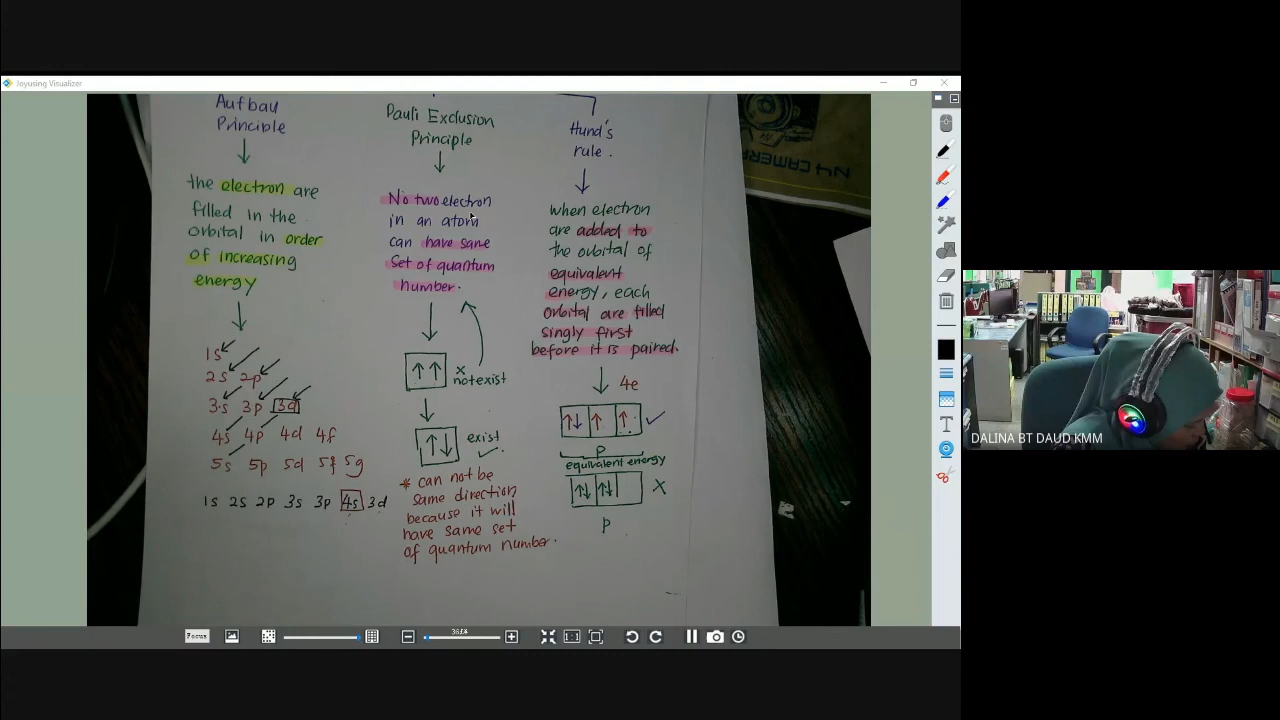 Joyusing Visualizer
Aufbau
Principle
the electron are
filled in the
orbital in order
of increasing
energy
1s
2s 2p
3s 3p 3d
4s 4p 4d 4f
5s 5p 5d 5f 5g
1s 2s 2p 3s 3p 4s 3d
Pauli Exclusion
Principle
No two electron
in an atom
can have same
set of quantum
number.
x
not exist
exist
* can not be
same direction
because it will
have same set
of quantum number.
Hund's
rule.
when electron
are added to
the orbital of
equivalent
energy, each
orbital are filled
singly first
before it is paired.
4e
p
equivalent energy
X
p
N4 CAMERA
Focus
1:1
T
DALINA BT DAUD KMM